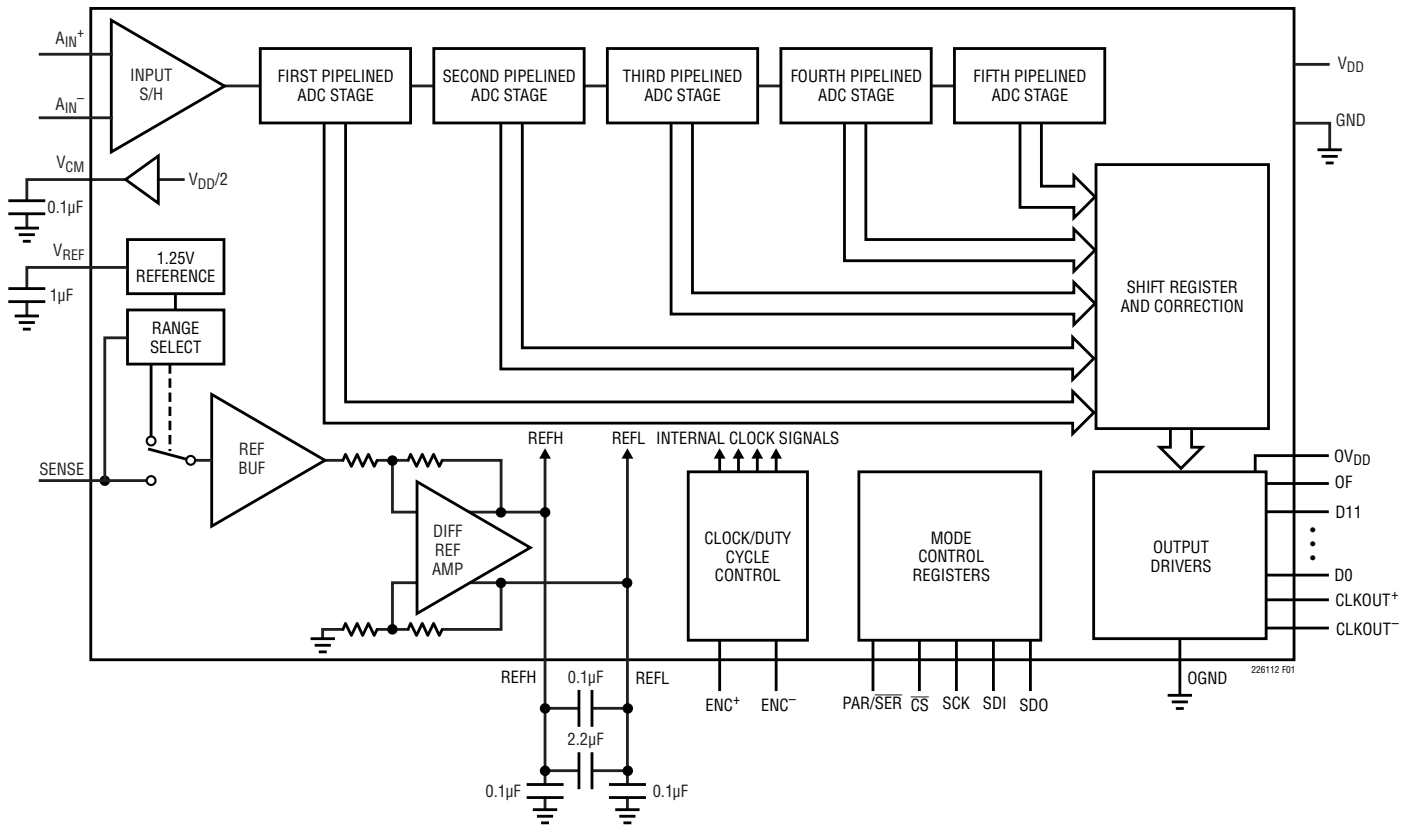 AIN+
INPUT
S/H
AIN−
FIRST PIPELINED
ADC STAGE
SECOND PIPELINED
ADC STAGE
THIRD PIPELINED
ADC STAGE
FOURTH PIPELINED
ADC STAGE
FIFTH PIPELINED
ADC STAGE
VDD
GND
VCM
VDD/2
0.1µF
VREF
1.25V
REFERENCE
1µF
RANGE
SELECT
SHIFT REGISTER
AND CORRECTION
SENSE
REF
BUF
REFH
REFL
INTERNAL CLOCK SIGNALS
DIFF
REF
AMP
CLOCK/DUTY
CYCLE
CONTROL
MODE
CONTROL
REGISTERS
OUTPUT
DRIVERS
OVDD
OF
D11
D0
CLKOUT+
CLKOUT−
226112 F01
REFH
0.1µF
REFL
2.2µF
0.1µF
0.1µF
ENC+
ENC−
PAR/SER
CS
SCK
SDI
SDO
OGND